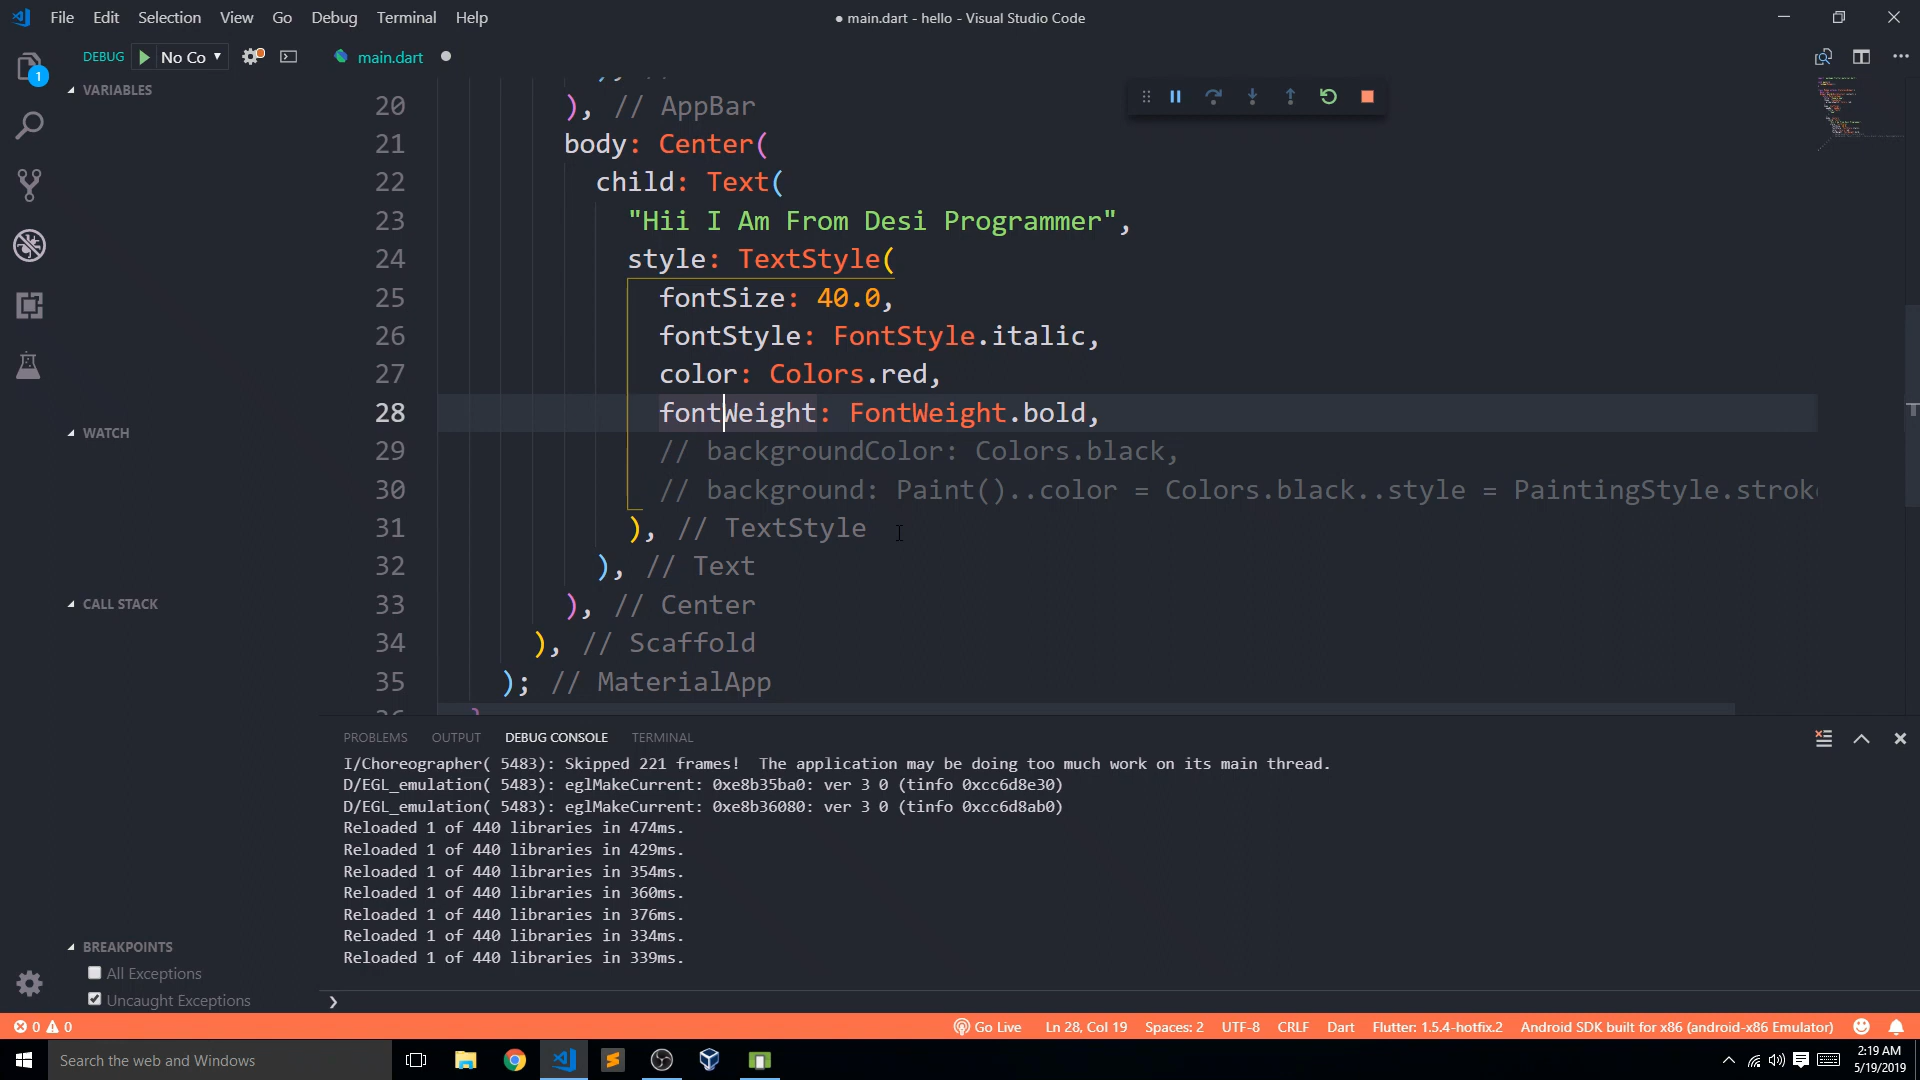 File Edit Selection View Go Debug Terminal Help
● main.dart - hello - Visual Studio Code
1
DEBUG No Co
main.dart
VARIABLES
20 ), // AppBar
21 body: Center(
22 child: Text(
23 "Hii I Am From Desi Programmer",
24 style: TextStyle(
25 fontSize: 40.0,
26 fontStyle: FontStyle.italic,
27 color: Colors.red,
28 fontWeight: FontWeight.bold,
29 // backgroundColor: Colors.black,
30 // background: Paint()..color = Colors.black..style = PaintingStyle.stroke
31 ), // TextStyle
32 ), // Text
33 ), // Center
34 ), // Scaffold
35 ); // MaterialApp
WATCH
CALL STACK
BREAKPOINTS
All Exceptions
Uncaught Exceptions
PROBLEMS OUTPUT DEBUG CONSOLE TERMINAL
I/Choreographer( 5483): Skipped 221 frames!  The application may be doing too much work on its main thread.
D/EGL_emulation( 5483): eglMakeCurrent: 0xe8b35ba0: ver 3 0 (tinfo 0xcc6d8e30)
D/EGL_emulation( 5483): eglMakeCurrent: 0xe8b36080: ver 3 0 (tinfo 0xcc6d8ab0)
Reloaded 1 of 440 libraries in 474ms.
Reloaded 1 of 440 libraries in 429ms.
Reloaded 1 of 440 libraries in 354ms.
Reloaded 1 of 440 libraries in 360ms.
Reloaded 1 of 440 libraries in 376ms.
Reloaded 1 of 440 libraries in 334ms.
Reloaded 1 of 440 libraries in 339ms.
0 0
Go Live Ln 28, Col 19 Spaces: 2 UTF-8 CRLF Dart Flutter: 1.5.4-hotfix.2 Android SDK built for x86 (android-x86 Emulator)
Search the web and Windows
2:19 AM
5/19/2019